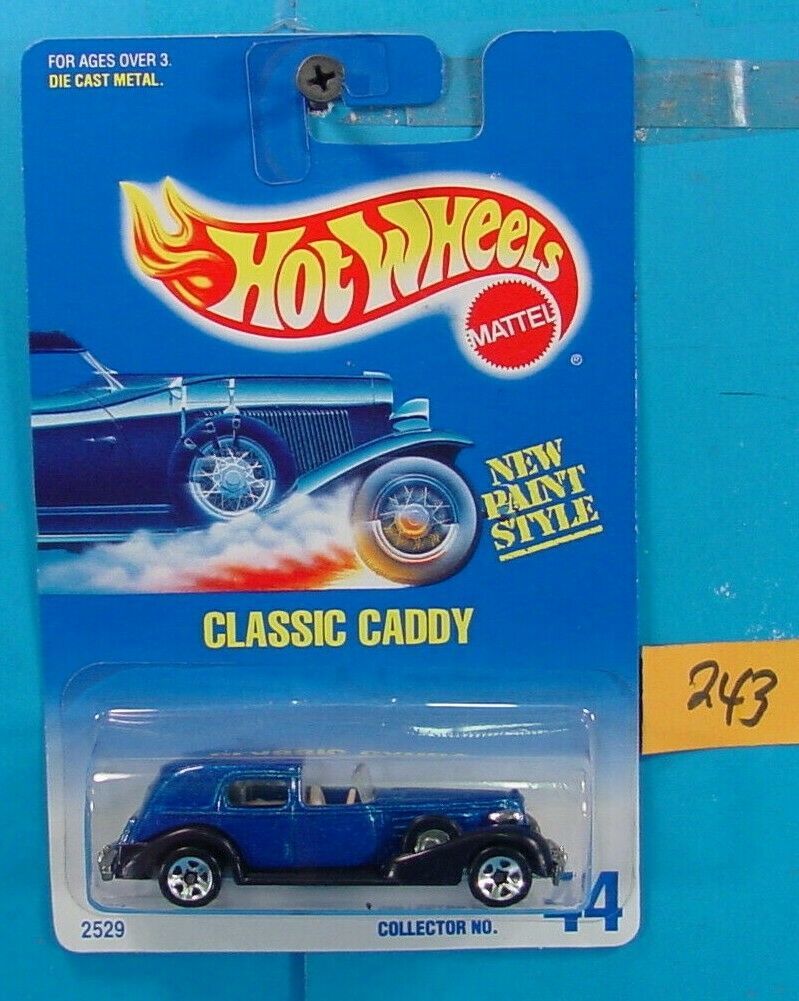 FOR AGES OVER 3.
DIE CAST METAL.
HOT WHEELS
MATTEL
®
NEW
PAINT
STYLE
CLASSIC CADDY
243
2529
COLLECTOR NO.
44